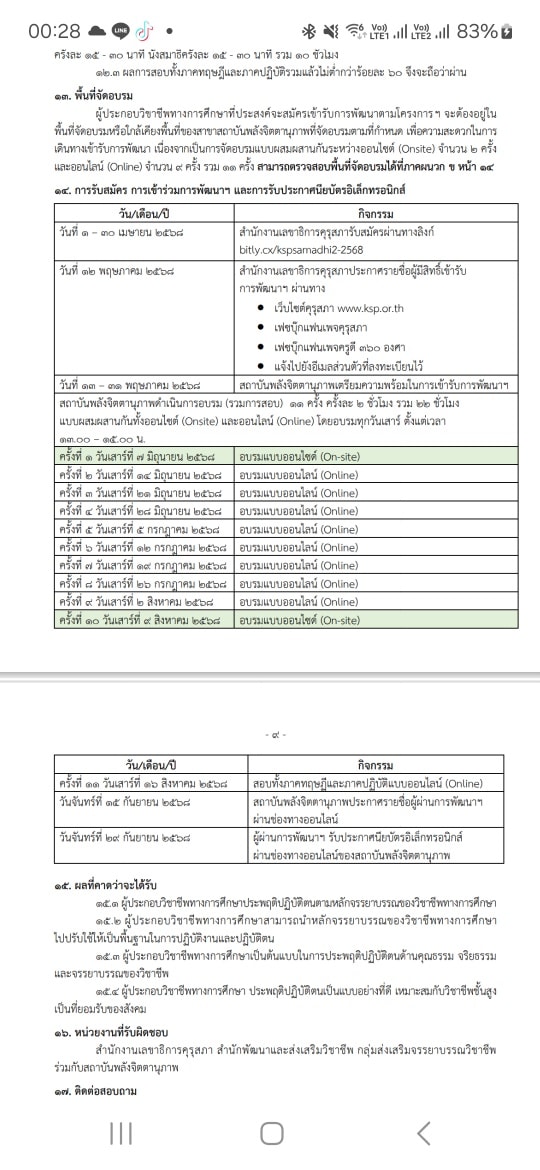 00:28 LINE Vo)) LTE1 Vo)) LTE2 83%
ครั้งละ ๑๕ - ๓๐ นาที นั่งสมาธิครั้งละ ๑๕ - ๓๐ นาที รวม ๑๐ ชั่วโมง
๑๒.๓ ผลการสอบทั้งภาคทฤษฎีและภาคปฏิบัติรวมแล้วไม่ต่ำกว่าร้อยละ ๖๐ จึงจะถือว่าผ่าน
๑๓. พื้นที่จัดอบรม
ผู้ประกอบวิชาชีพทางการศึกษาที่ประสงค์จะสมัครเข้ารับการพัฒนาตามโครงการฯ จะต้องอยู่ใน
พื้นที่จัดอบรมหรือใกล้เคียงพื้นที่ของสาขาสถาบันพลังจิตตานุภาพที่จัดอบรมตามที่กำหนด เพื่อความสะดวกในการ
เดินทางเข้ารับการพัฒนา เนื่องจากเป็นการจัดอบรมแบบผสมผสานกันระหว่างออนไซต์ (Onsite) จำนวน ๒ ครั้ง
และออนไลน์ (Online) จำนวน ๙ ครั้ง รวม ๑๑ ครั้ง สามารถตรวจสอบพื้นที่จัดอบรมได้ที่ภาคผนวก ข หน้า ๑๔
๑๔. การรับสมัคร การเข้าร่วมการพัฒนาฯ และการรับประกาศนียบัตรอิเล็กทรอนิกส์
วัน/เดือน/ปี กิจกรรม
วันที่ ๑ – ๓๐ เมษายน ๒๕๖๘ สำนักงานเลขาธิการคุรุสภารับสมัครผ่านทางลิงก์
bitly.cx/kspsamadhi2-2568
วันที่ ๑๒ พฤษภาคม ๒๕๖๘ สำนักงานเลขาธิการคุรุสภาประกาศรายชื่อผู้มีสิทธิ์เข้ารับ
การพัฒนาฯ ผ่านทาง
● เว็บไซต์คุรุสภา www.ksp.or.th
● เฟซบุ๊กแฟนเพจคุรุสภา
● เฟซบุ๊กแฟนเพจครูดี ๓๖๐ องศา
● แจ้งไปยังอีเมลส่วนตัวที่ลงทะเบียนไว้
วันที่ ๑๓ – ๓๑ พฤษภาคม ๒๕๖๘ สถาบันพลังจิตตานุภาพเตรียมความพร้อมในการเข้ารับการพัฒนาฯ
สถาบันพลังจิตตานุภาพดำเนินการอบรม (รวมการสอบ) ๑๑ ครั้ง ครั้งละ ๒ ชั่วโมง รวม ๒๒ ชั่วโมง
แบบผสมผสานกันทั้งออนไซต์ (Onsite) และออนไลน์ (Online) โดยอบรมทุกวันเสาร์ ตั้งแต่เวลา
๑๓.๐๐ – ๑๕.๐๐ น.
ครั้งที่ ๑ วันเสาร์ที่ ๗ มิถุนายน ๒๕๖๘ อบรมแบบออนไซต์ (On-site)
ครั้งที่ ๒ วันเสาร์ที่ ๑๔ มิถุนายน ๒๕๖๘ อบรมแบบออนไลน์ (Online)
ครั้งที่ ๓ วันเสาร์ที่ ๒๑ มิถุนายน ๒๕๖๘ อบรมแบบออนไลน์ (Online)
ครั้งที่ ๔ วันเสาร์ที่ ๒๘ มิถุนายน ๒๕๖๘ อบรมแบบออนไลน์ (Online)
ครั้งที่ ๕ วันเสาร์ที่ ๕ กรกฎาคม ๒๕๖๘ อบรมแบบออนไลน์ (Online)
ครั้งที่ ๖ วันเสาร์ที่ ๑๒ กรกฎาคม ๒๕๖๘ อบรมแบบออนไลน์ (Online)
ครั้งที่ ๗ วันเสาร์ที่ ๑๙ กรกฎาคม ๒๕๖๘ อบรมแบบออนไลน์ (Online)
ครั้งที่ ๘ วันเสาร์ที่ ๒๖ กรกฎาคม ๒๕๖๘ อบรมแบบออนไลน์ (Online)
ครั้งที่ ๙ วันเสาร์ที่ ๒ สิงหาคม ๒๕๖๘ อบรมแบบออนไลน์ (Online)
ครั้งที่ ๑๐ วันเสาร์ที่ ๙ สิงหาคม ๒๕๖๘ อบรมแบบออนไซต์ (On-site)
- ๙ -
วัน/เดือน/ปี กิจกรรม
ครั้งที่ ๑๑ วันเสาร์ที่ ๑๖ สิงหาคม ๒๕๖๘ สอบทั้งภาคทฤษฎีและภาคปฏิบัติแบบออนไลน์ (Online)
วันจันทร์ที่ ๑๕ กันยายน ๒๕๖๘ สถาบันพลังจิตตานุภาพประกาศรายชื่อผู้ผ่านการพัฒนาฯ
ผ่านช่องทางออนไลน์
วันจันทร์ที่ ๒๙ กันยายน ๒๕๖๘ ผู้ผ่านการพัฒนาฯ รับประกาศนียบัตรอิเล็กทรอนิกส์
ผ่านช่องทางออนไลน์ของสถาบันพลังจิตตานุภาพ
๑๕. ผลที่คาดว่าจะได้รับ
๑๕.๑ ผู้ประกอบวิชาชีพทางการศึกษาประพฤติปฏิบัติตนตามหลักจรรยาบรรณของวิชาชีพทางการศึกษา
๑๕.๒ ผู้ประกอบวิชาชีพทางการศึกษาสามารถนำหลักจรรยาบรรณของวิชาชีพทางการศึกษา
ไปปรับใช้ให้เป็นพื้นฐานในการปฏิบัติงานและปฏิบัติตน
๑๕.๓ ผู้ประกอบวิชาชีพทางการศึกษาเป็นต้นแบบในการประพฤติปฏิบัติตนด้านคุณธรรม จริยธรรม
และจรรยาบรรณของวิชาชีพ
๑๕.๔ ผู้ประกอบวิชาชีพทางการศึกษา ประพฤติปฏิบัติตนเป็นแบบอย่างที่ดี เหมาะสมกับวิชาชีพชั้นสูง
เป็นที่ยอมรับของสังคม
๑๖. หน่วยงานที่รับผิดชอบ
สำนักงานเลขาธิการคุรุสภา สำนักพัฒนาและส่งเสริมวิชาชีพ กลุ่มส่งเสริมจรรยาบรรณวิชาชีพ
ร่วมกับสถาบันพลังจิตตานุภาพ
๑๗. ติดต่อสอบถาม